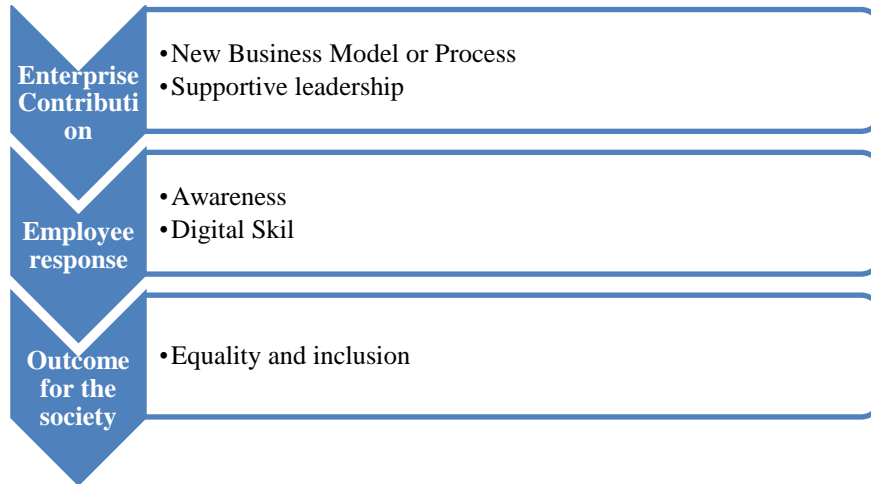 Enterprise
Contributi
on
•New Business Model or Process
•Supportive leadership
Employee
response
•Awareness
•Digital Skil
Outcome
for the
society
•Equality and inclusion